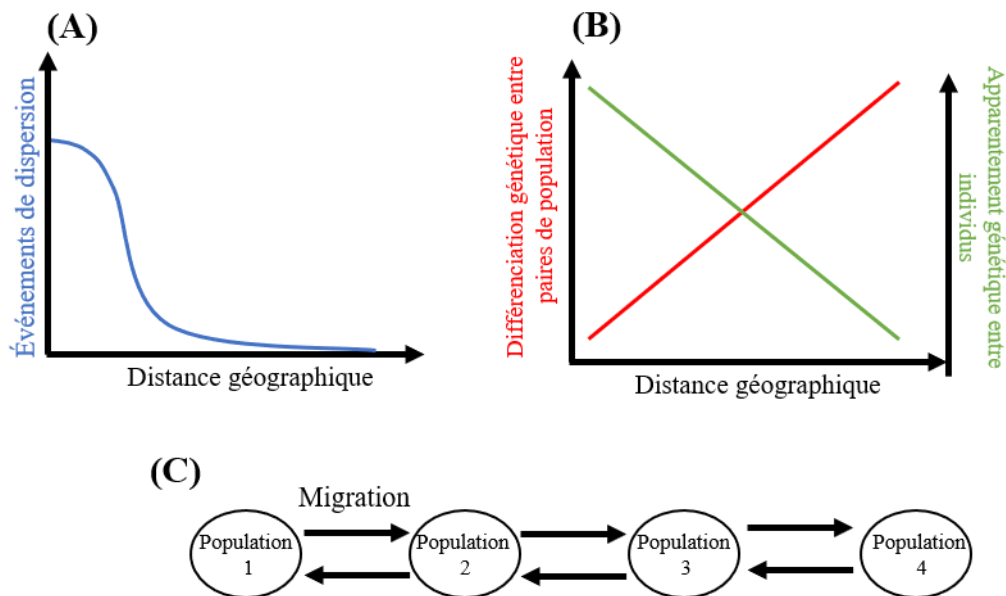 (A)
Événements de dispersion
Distance géographique
(B)
Différenciation génétique entre
paires de population
Distance géographique
Apparentement génétique entre
individus
(C)
Migration
Population
1
Population
2
Population
3
Population
4